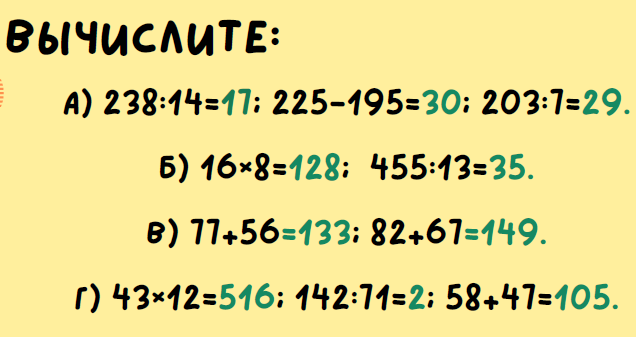 ВЫЧИСЛИТЕ:
А) 238:14=17; 225-195=30; 203:7=29.
Б) 16×8=128; 455:13=35.
В) 77+56=133; 82+67=149.
Г) 43×12=516; 142:71=2; 58+47=105.